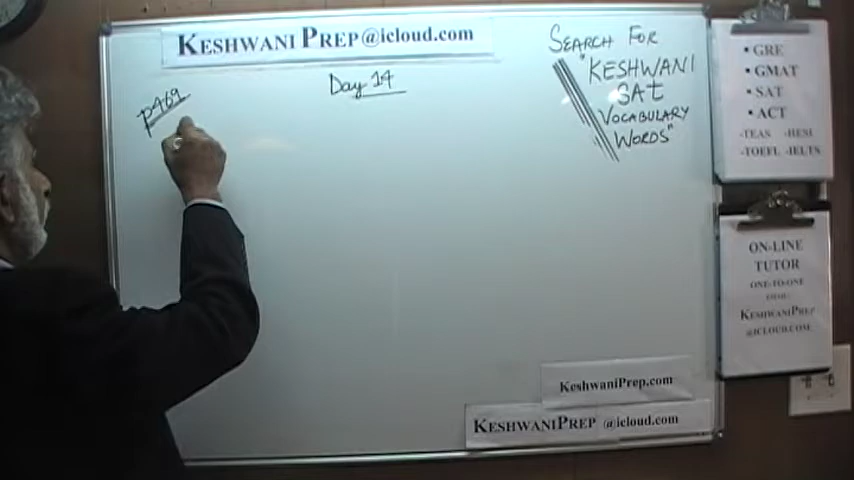 KESHWANI PREP@icloud.com
Day 14
p469
SEARCH FOR
"KESHWANI
SAT
VOCABULARY
WORDS"
• GRE
• GMAT
• SAT
• ACT
-TEAS -HESI
-TOEFL -IELTS
ON-LINE
TUTOR
ONE-TO-ONE
KESHWANIPREP
@ICLOUD.COM
KeshwaniPrep.com
KESHWANIPREP @icloud.com